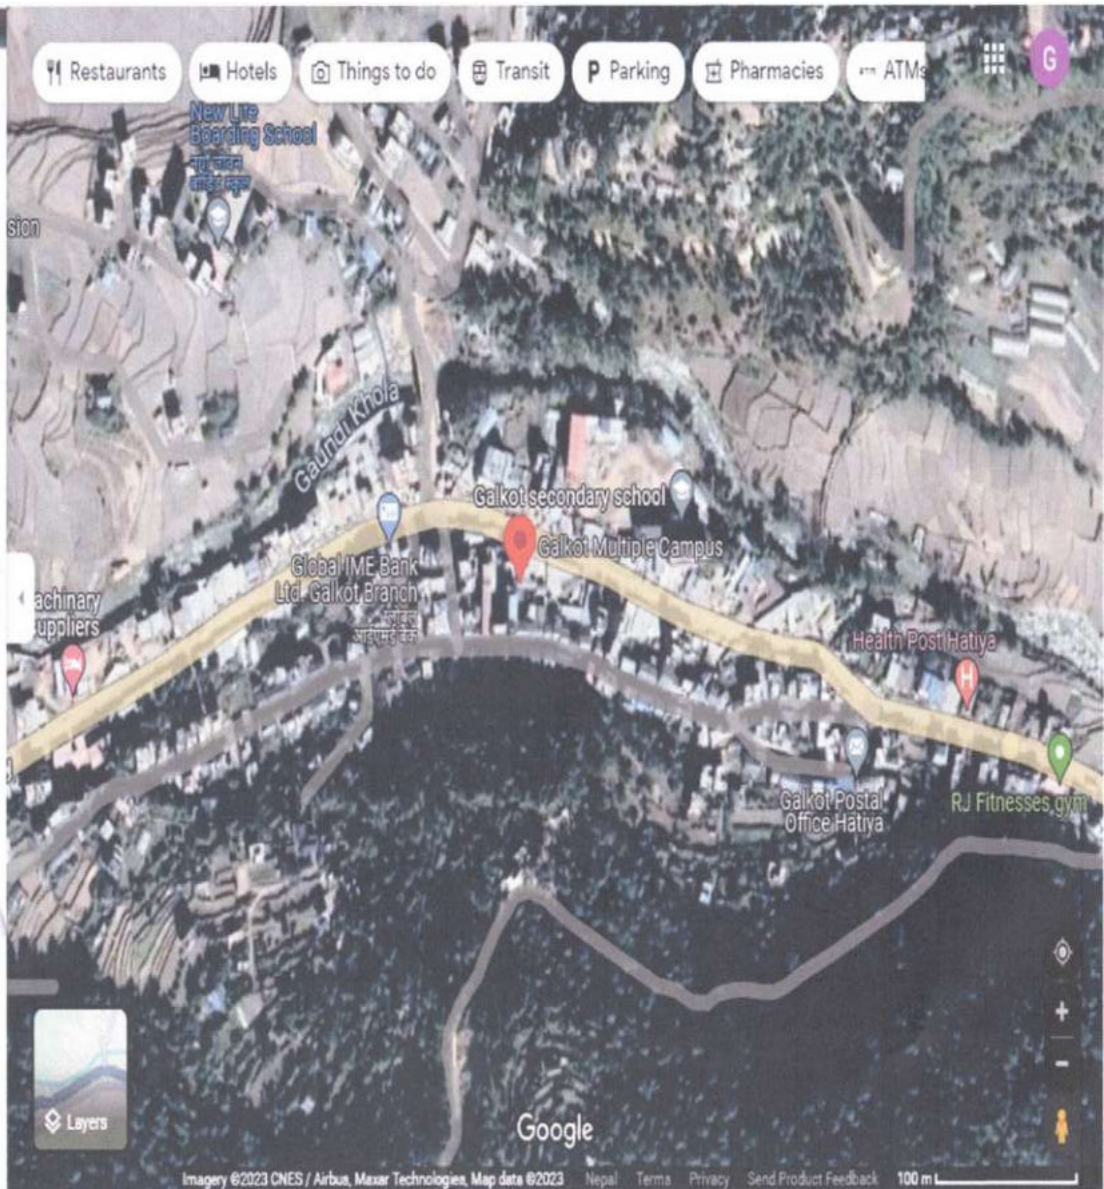 Restaurants
Hotels
Things to do
Transit
P Parking
Pharmacies
ATMs
G
New Life
Boarding School
sion
Gaundi Khola
Galkot secondary school
Galkot Multiple Campus
Global IME Bank
Ltd. Galkot Branch
achinary
uppliers
Health Post Hatiya
H
Galkot Postal
Office Hatiya
RJ Fitnesses gym
Layers
Google
Imagery ©2023 CNES / Airbus, Maxar Technologies, Map data ©2023 Nepal Terms Privacy Send Product Feedback 100 m